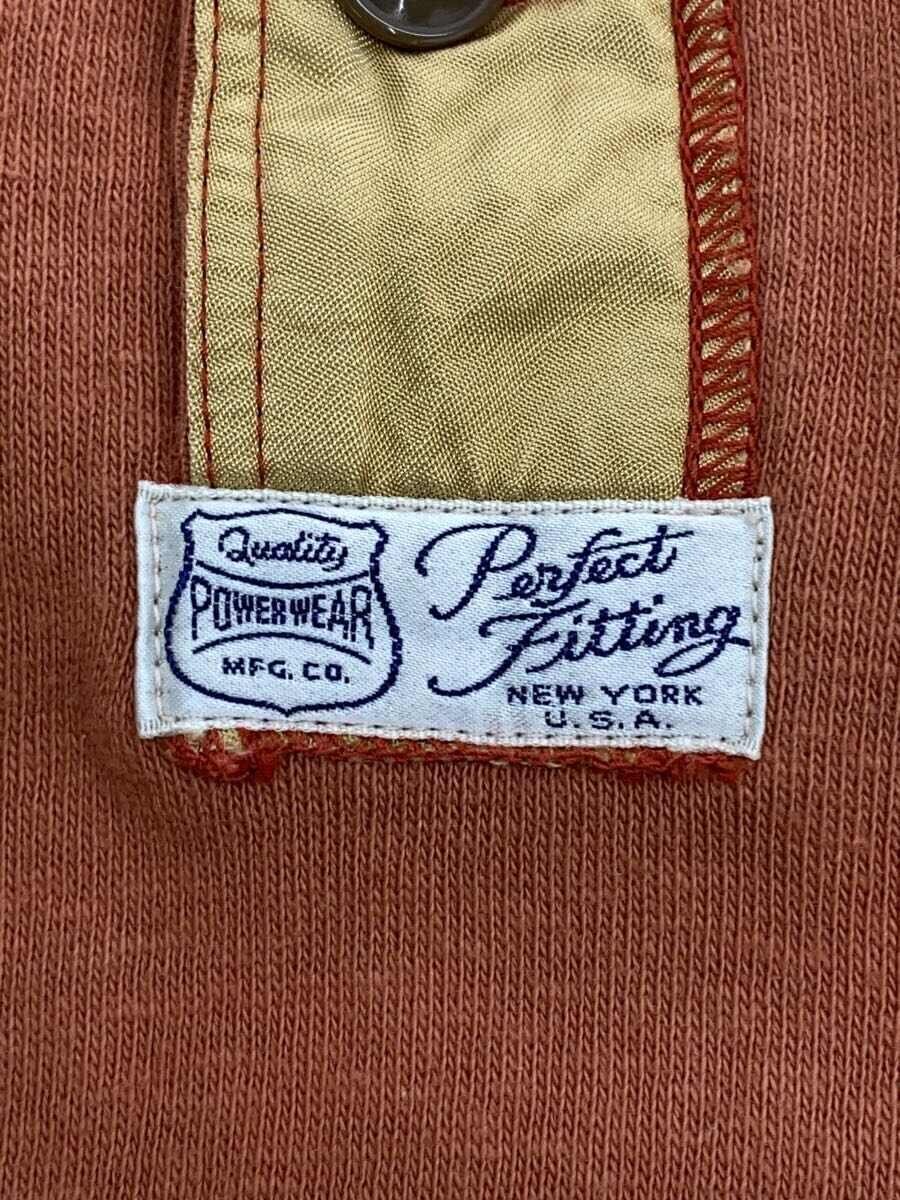 Quality
POWERWEAR
MFG. CO.
Perfect
Fitting
NEW YORK
U.S.A.